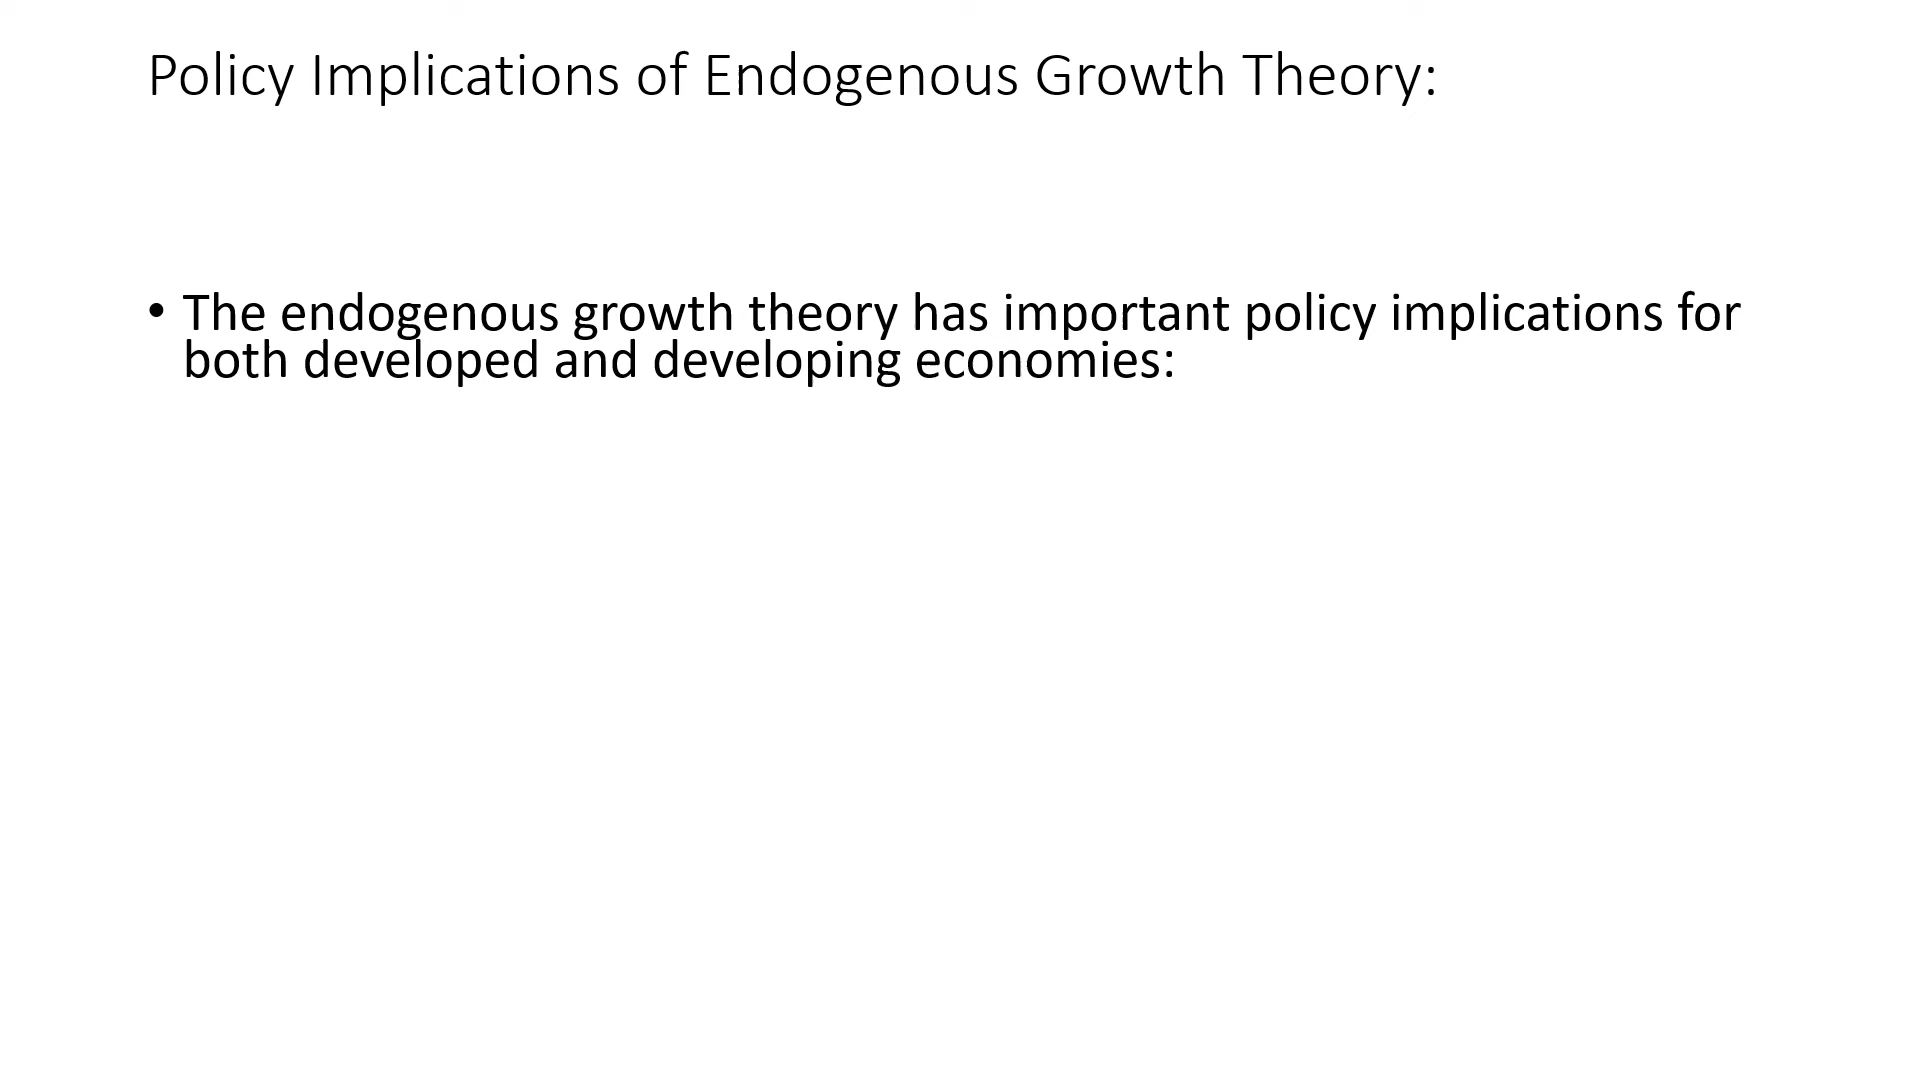 Policy Implications of Endogenous Growth Theory:
• The endogenous growth theory has important policy implications for
both developed and developing economies: